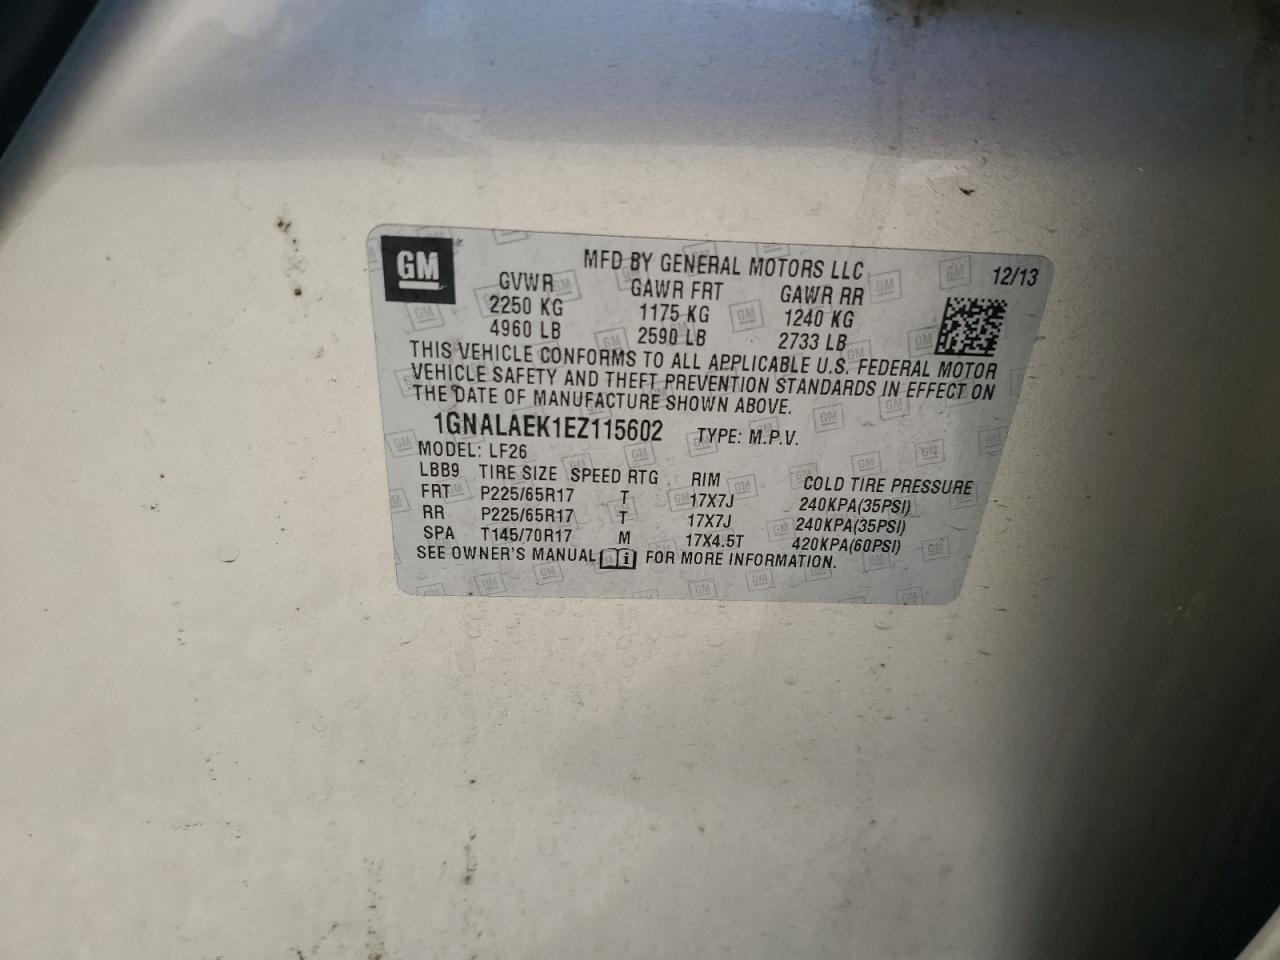 GM
MFD BY GENERAL MOTORS LLC 12/13
GVWR GAWR FRT GAWR RR
2250 KG 1175 KG 1240 KG
4960 LB 2590 LB 2733 LB
THIS VEHICLE CONFORMS TO ALL APPLICABLE U.S. FEDERAL MOTOR
VEHICLE SAFETY AND THEFT PREVENTION STANDARDS IN EFFECT ON
THE DATE OF MANUFACTURE SHOWN ABOVE.
1GNALAEK1EZ115602 TYPE: M.P.V.
MODEL: LF26
LBB9 TIRE SIZE SPEED RTG RIM COLD TIRE PRESSURE
FRT P225/65R17 T 17X7J 240KPA(35PSI)
RR P225/65R17 T 17X7J 240KPA(35PSI)
SPA T145/70R17 M 17X4.5T 420KPA(60PSI)
SEE OWNER'S MANUAL i FOR MORE INFORMATION.